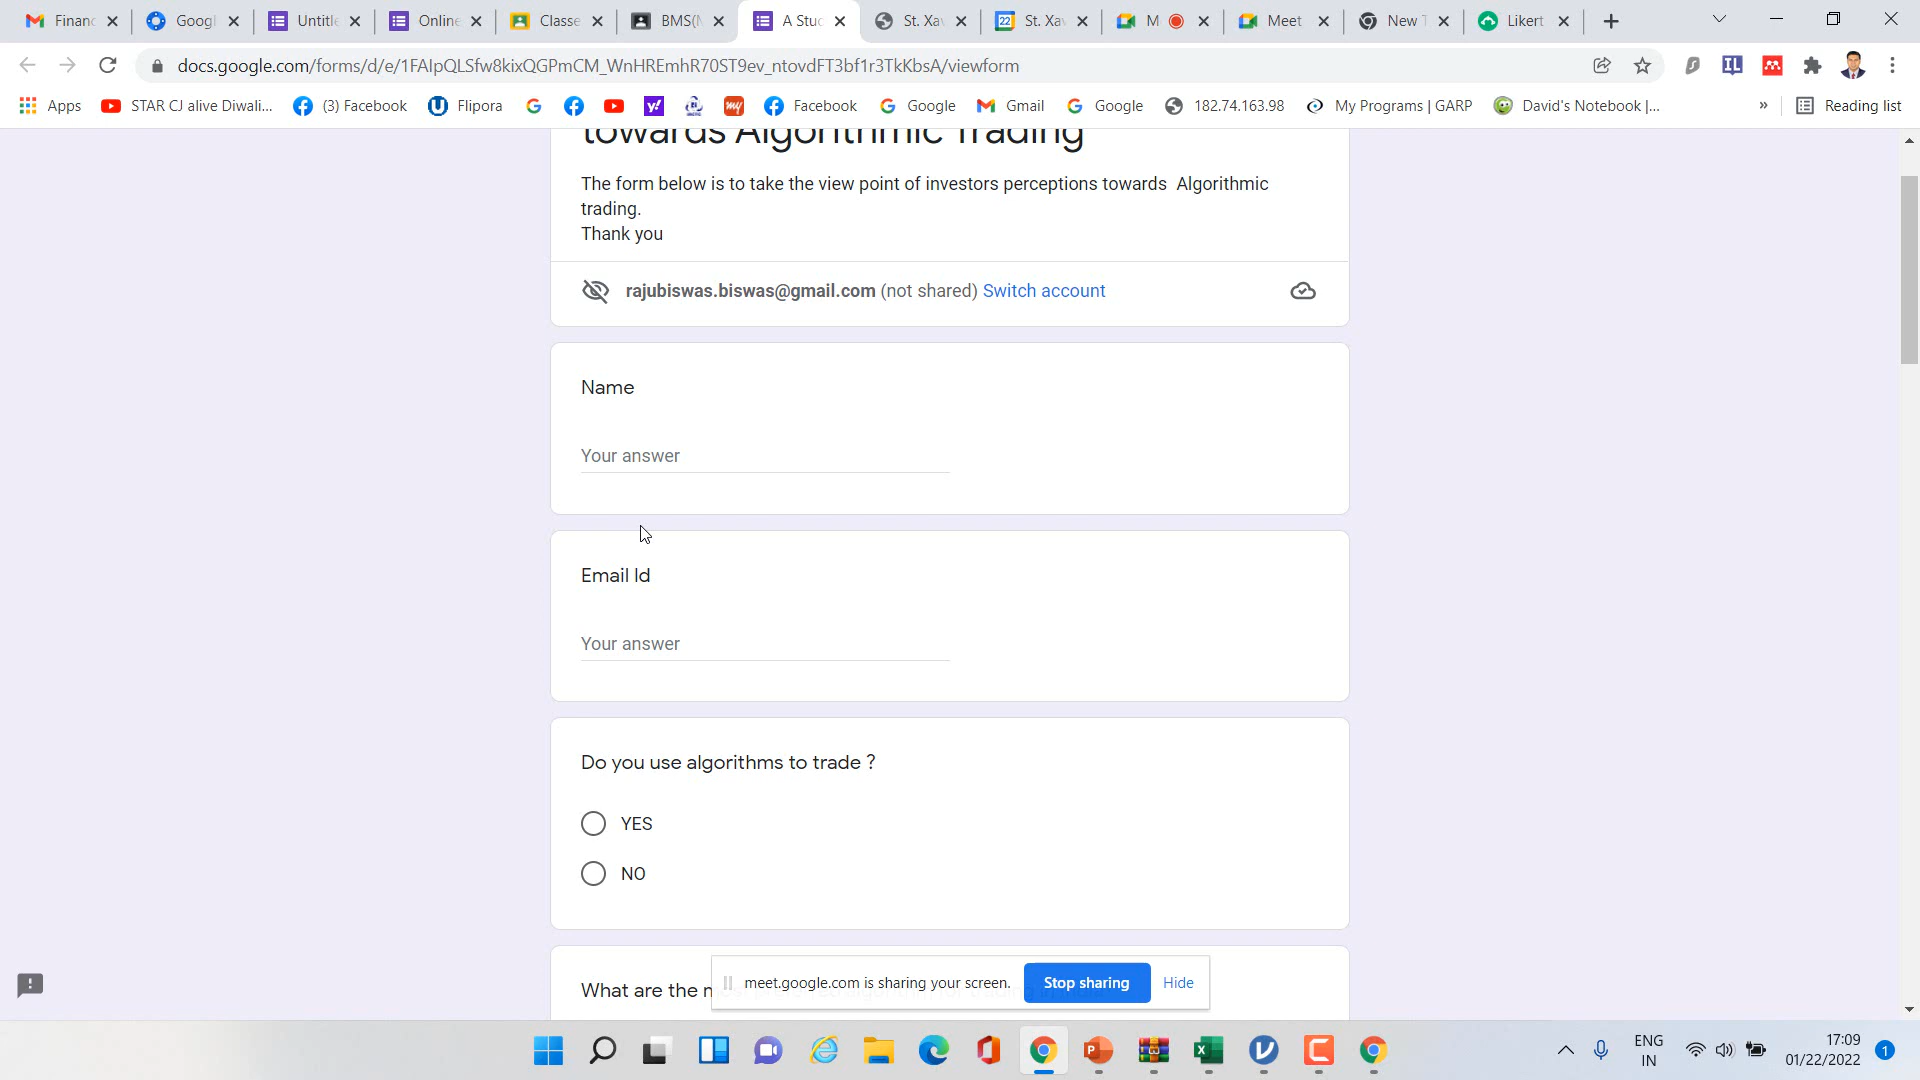 Financ
Googl
Untitle
Online
Classe
BMS(M
A Stud
St. Xav
22
St. Xav
M
Meet
New T
Likert
docs.google.com/forms/d/e/1FAIpQLSfw8kixQGPmCM_WnHREmhR70ST9ev_ntovdFT3bf1r3TkKbsA/viewform
IL
Apps
STAR CJ alive Diwali...
(3) Facebook
Flipora
Facebook
Google
Gmail
Google
182.74.163.98
My Programs | GARP
David's Notebook |...
»
Reading list
towards Algorithmic Trading
The form below is to take the view point of investors perceptions towards Algorithmic
trading.
Thank you
rajubiswas.biswas@gmail.com (not shared) Switch account
Name
Your answer
Email Id
Your answer
Do you use algorithms to trade ?
YES
NO
What are the
meet.google.com is sharing your screen.
Stop sharing
Hide
ENG
IN
17:09
01/22/2022
1